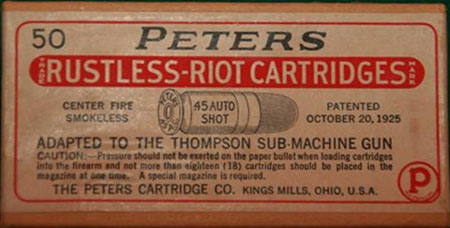 50 PETERS
TRADE RUSTLESS-RIOT CARTRIDGES MARK
CENTER FIRE
SMOKELESS
PETERS
.45 AUTO
SHOT
PATENTED
OCTOBER 20, 1925
ADAPTED TO THE THOMPSON SUB-MACHINE GUN
CAUTION:—Pressure should not be exerted on the paper bullet when loading cartridges
into the firearm and not more than eighteen (18) cartridges should be placed in the
magazine at one time. A special magazine is required.
THE PETERS CARTRIDGE CO. KINGS MILLS, OHIO, U.S.A.
P